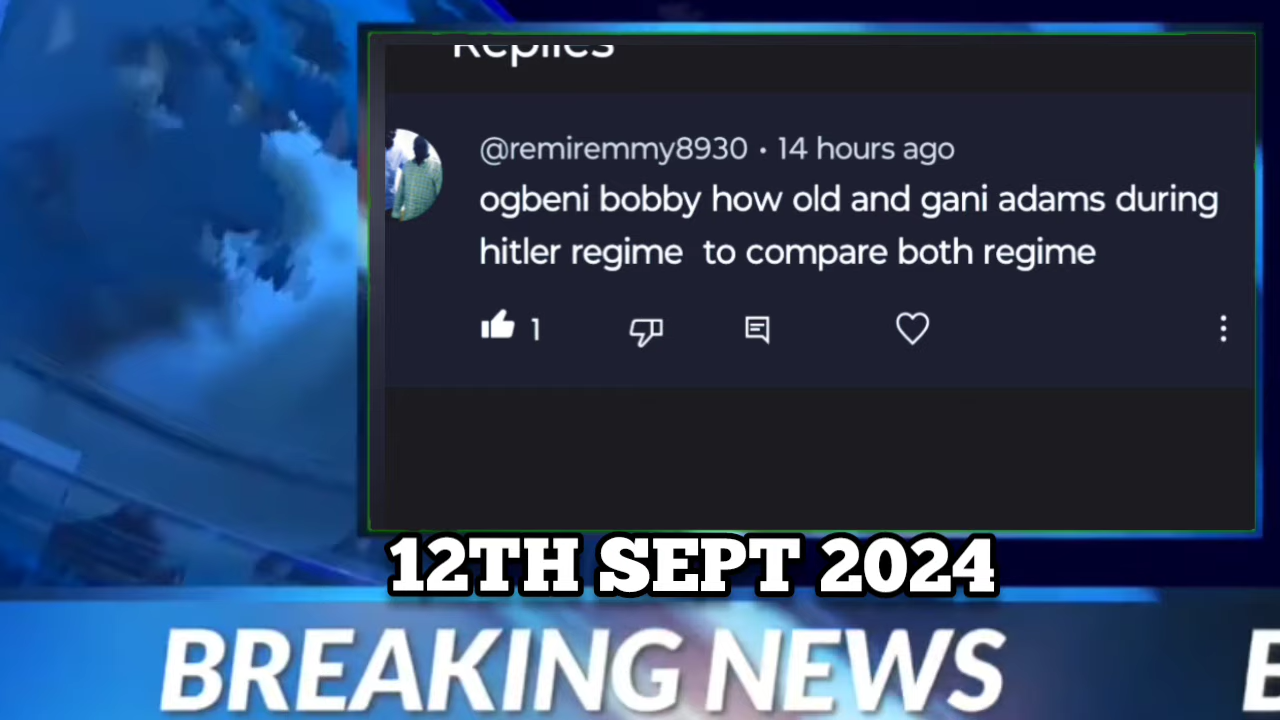 Replies
@remiremmy8930 · 14 hours ago
ogbeni bobby how old and gani adams during
hitler regime to compare both regime
1
12TH SEPT 2024
BREAKING NEWS